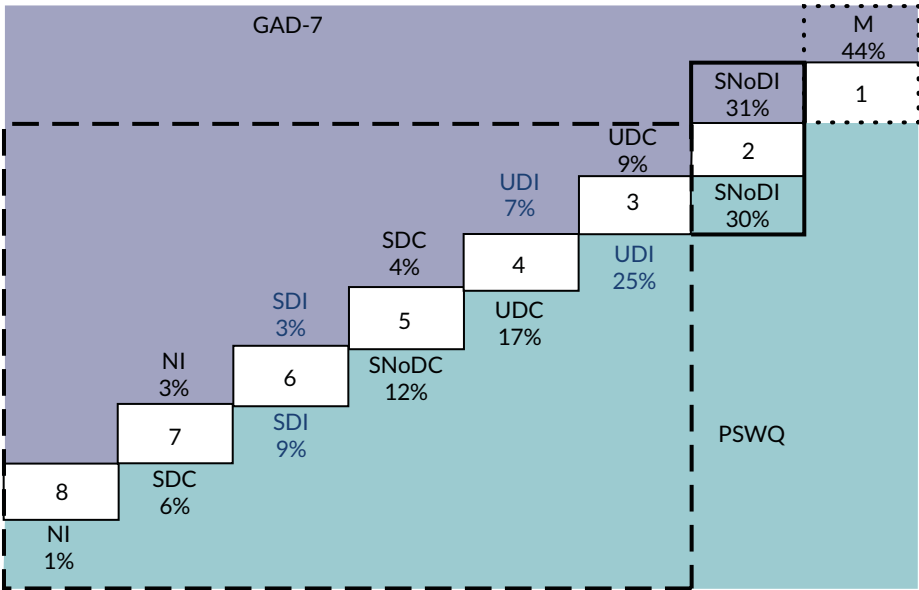 GAD-7
M
44%
1
SNoDI
31%
2
SNoDI
30%
UDC
9%
3
UDI
25%
UDI
7%
4
UDC
17%
SDC
4%
5
SNoDC
12%
SDI
3%
6
SDI
9%
NI
3%
7
SDC
6%
8
NI
1%
PSWQ